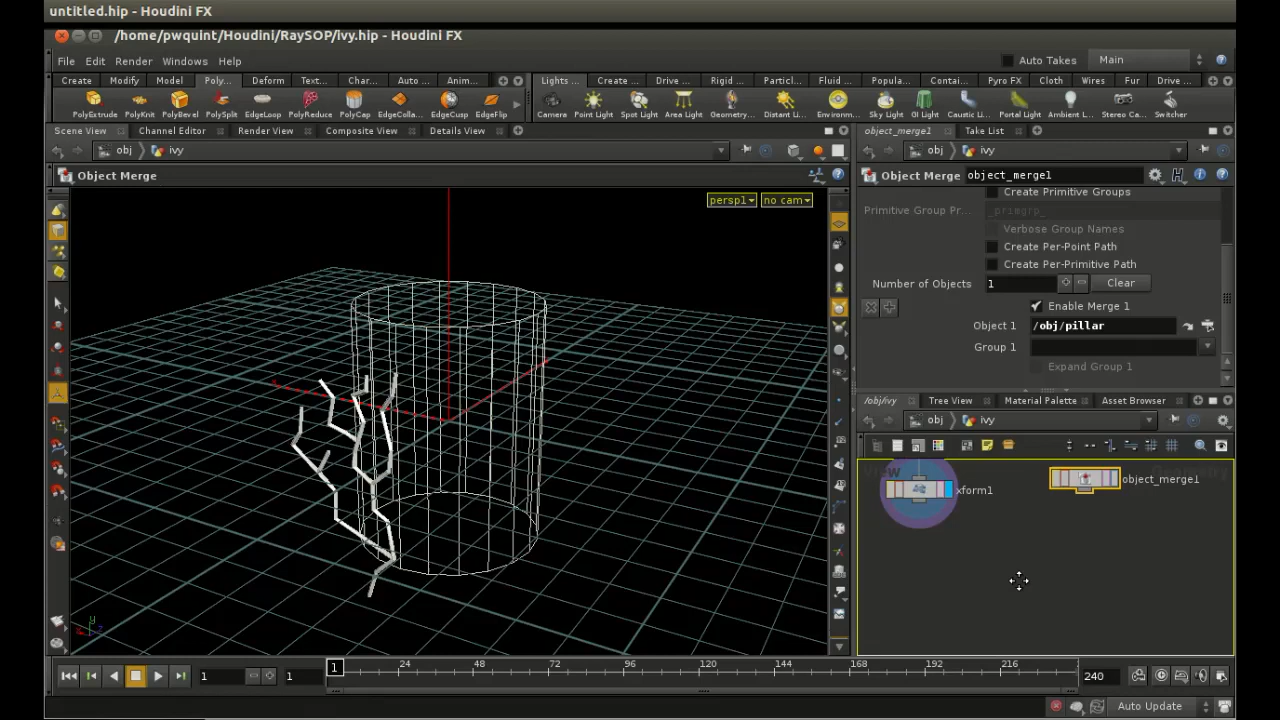 untitled.hip - Houdini FX
/home/pwquint/Houdini/RaySOP/ivy.hip - Houdini FX
File Edit Render Windows Help
Auto Takes Main
Create Modify Model Poly... Deform Text... Char... Auto ... Anim...
Lights ... Create ... Drive ... Rigid ... Particl... Fluid ... Popula... Contai... Pyro FX Cloth Wires Fur Drive ...
PolyExtrude PolyKnit PolyBevel PolySplit EdgeLoop PolyReduce PolyCap EdgeColla... EdgeCusp EdgeFlip
Camera Point Light Spot Light Area Light Geometry... Distant Li... Environm... Sky Light GI Light Caustic Li... Portal Light Ambient L... Stereo Ca... Switcher
Scene View Channel Editor Render View Composite View Details View
object_merge1 Take List
obj ivy
obj ivy
Object Merge
Object Merge object_merge1
persp1 no cam
Create Primitive Groups
Primitive Group Pr... _primgrp_
Verbose Group Names
Create Per-Point Path
Create Per-Primitive Path
Number of Objects 1 Clear
Enable Merge 1
Object 1 /obj/pillar
Group 1
Expand Group 1
/obj/ivy Tree View Material Palette Asset Browser
obj ivy
View Geometry
xform1
object_merge1
y z
1 1
1 24 48 72 96 120 144 168 192 216
240
Auto Update